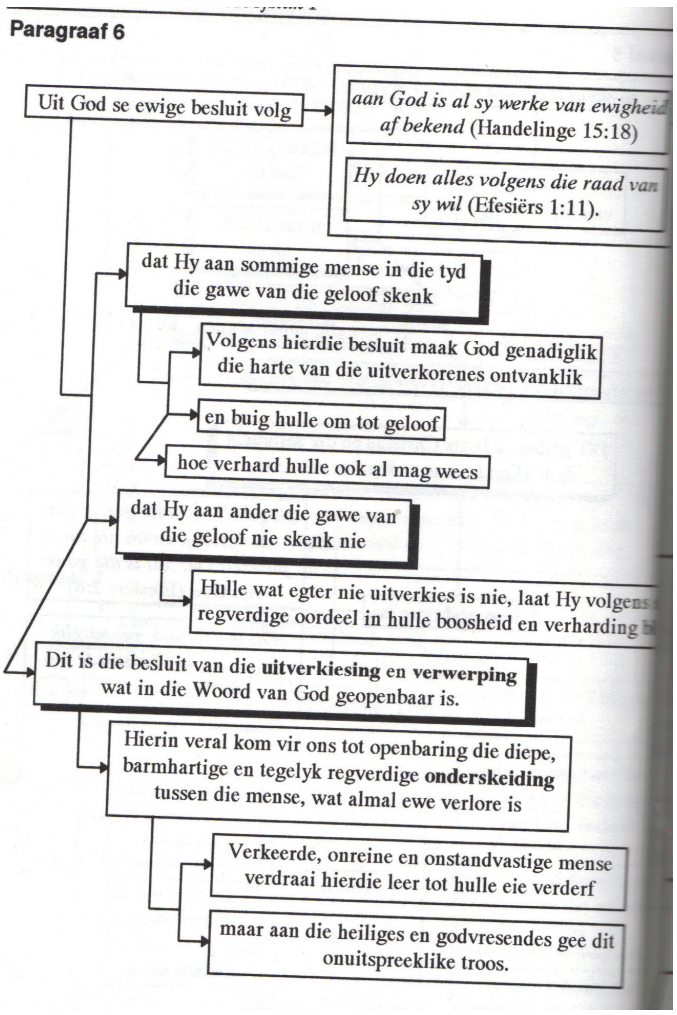 Paragraaf 6
Uit God se ewige besluit volg
aan God is al sy werke van ewigheid
af bekend (Handelinge 15:18)
Hy doen alles volgens die raad van
sy wil (Efesiërs 1:11).
dat Hy aan sommige mense in die tyd
die gawe van die geloof skenk
Volgens hierdie besluit maak God genadiglik
die harte van die uitverkorenes ontvanklik
en buig hulle om tot geloof
hoe verhard hulle ook al mag wees
dat Hy aan ander die gawe van
die geloof nie skenk nie
Hulle wat egter nie uitverkies is nie, laat Hy volgens
regverdige oordeel in hulle boosheid en verharding
Dit is die besluit van die uitverkiesing en verwerping
wat in die Woord van God geopenbaar is.
Hierin veral kom vir ons tot openbaring die diepe,
barmhartige en tegelyk regverdige onderskeiding
tussen die mense, wat almal ewe verlore is
Verkeerde, onreine en onstandvastige mense
verdraai hierdie leer tot hulle eie verderf
maar aan die heiliges en godvresendes gee dit
onuitspreeklike troos.